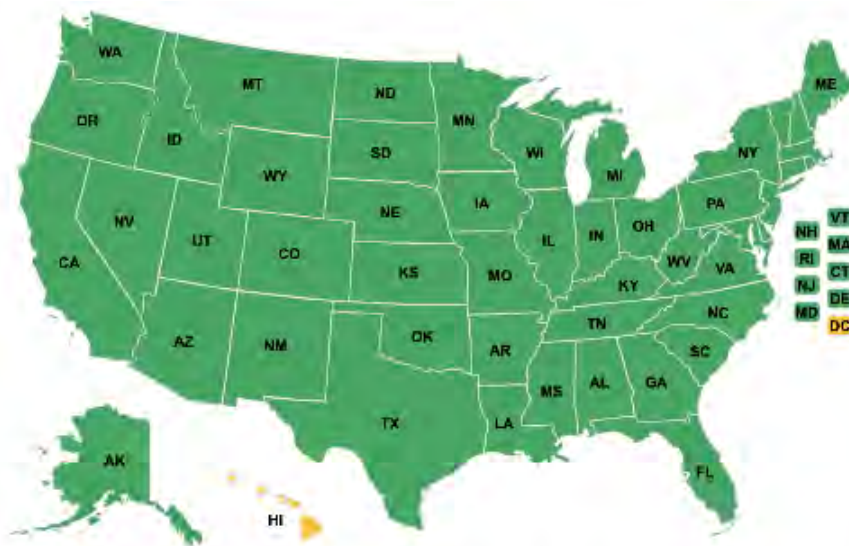 WA
MT
ND
MN
ME
OR
ID
SD
WI
NY
WY
MI
IA
PA
NE
NV
OH
VT
NH
IL
IN
MA
UT
CO
WV
VA
RI
CA
KS
MO
KY
CT
NJ
DE
NC
MD
TN
DC
AZ
NM
OK
AR
SC
MS
AL
GA
TX
LA
AK
FL
HI